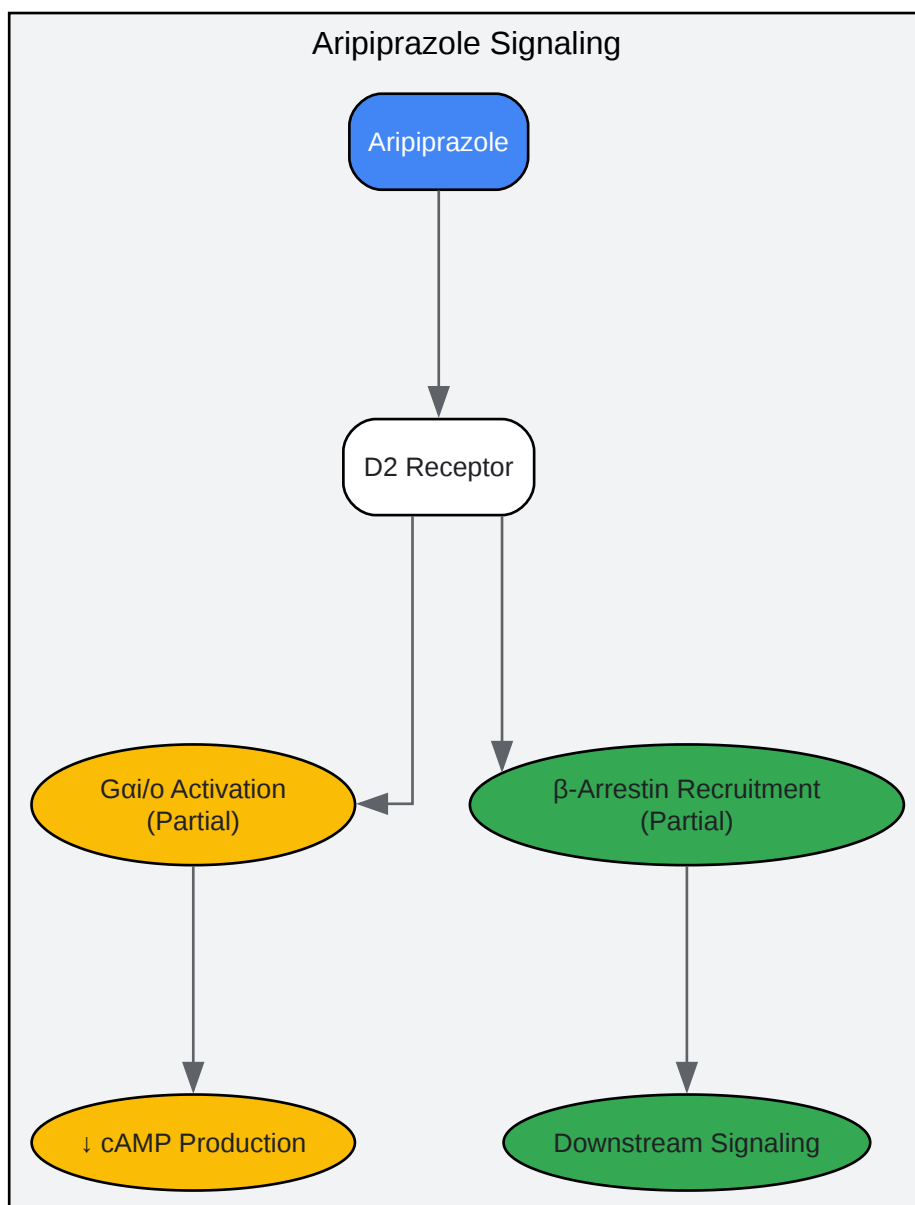 Aripiprazole Signaling
Aripiprazole
D2 Receptor
Gαi/o Activation
(Partial)
β-Arrestin Recruitment
(Partial)
↓ cAMP Production
Downstream Signaling